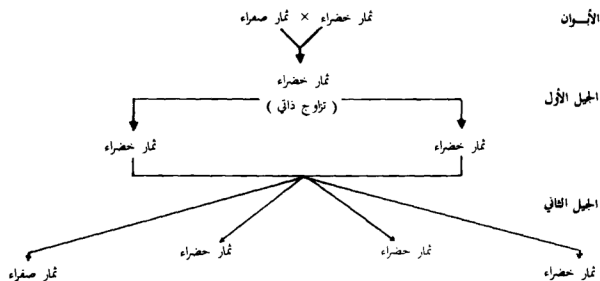 الأبوان ثمار خضراء × ثمار صفراء
ثمار خضراء
الجيل الأول
( تزاوج ذاتي )
ثمار خضراء ثمار خضراء
الجيل الثاني
ثمار خضراء ثمار خضراء
ثمار خضراء ثمار صفراء